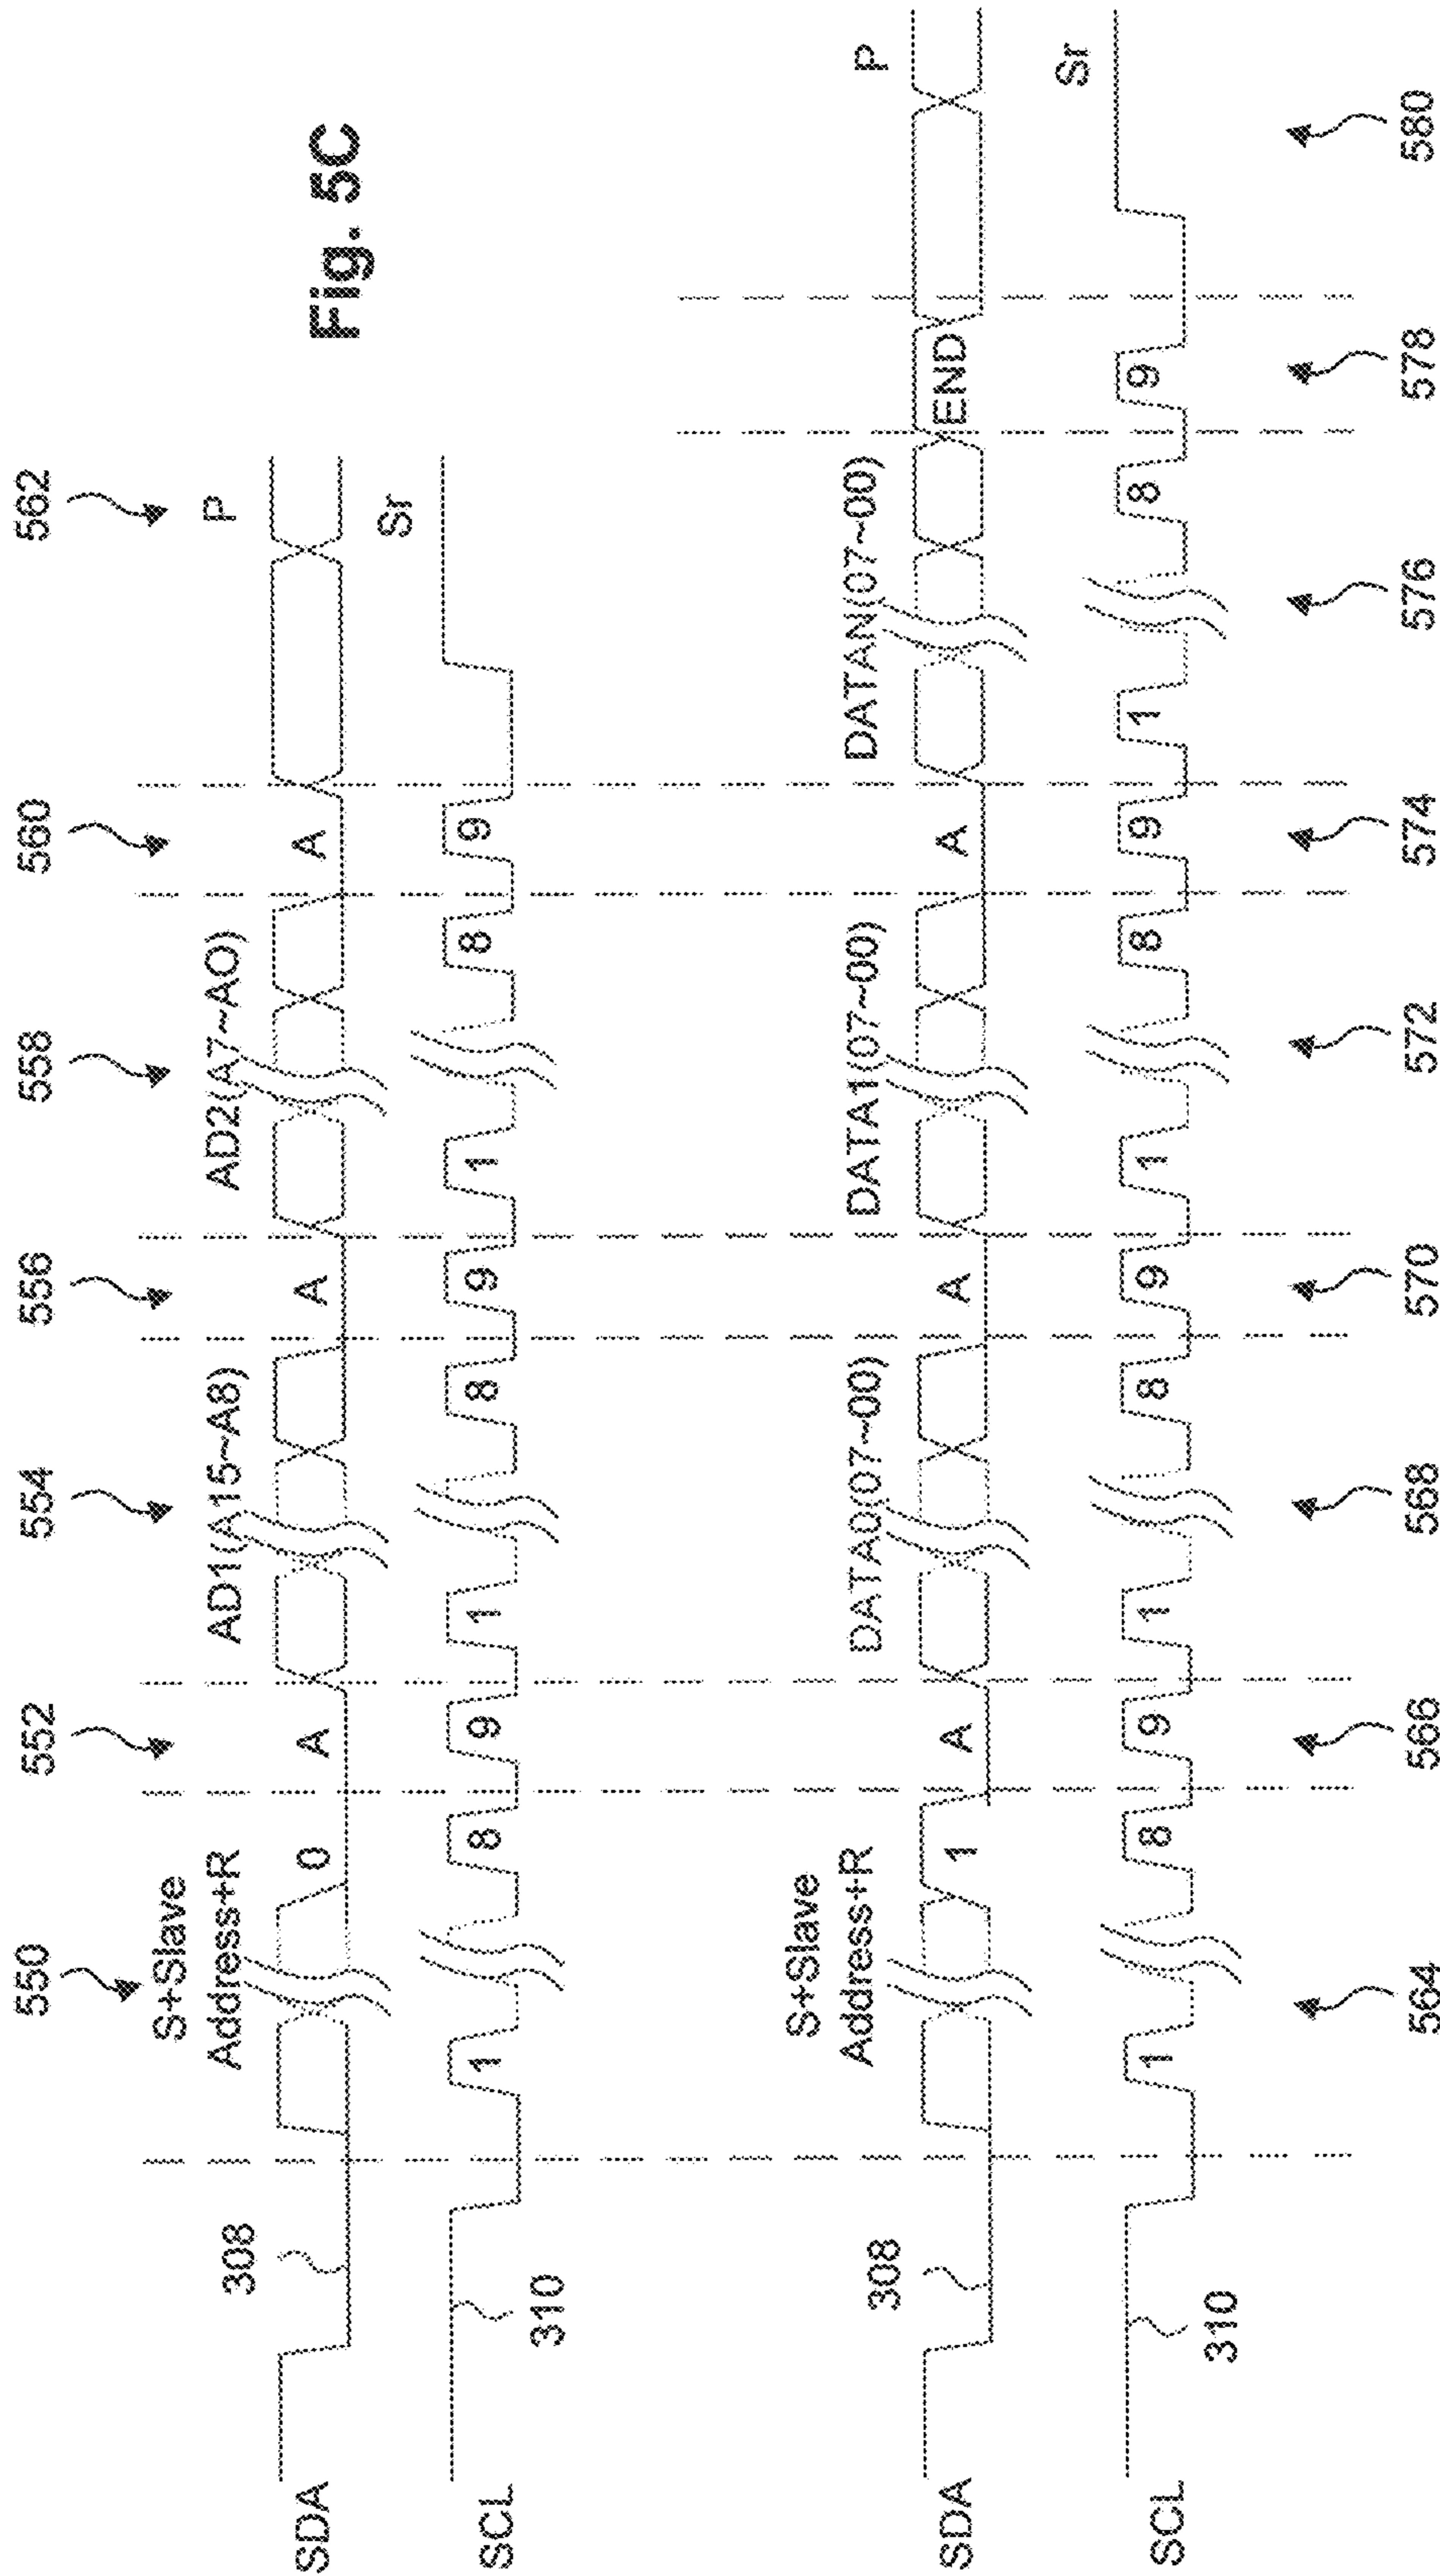 Fig. 5C
550 552 554 556 558 560 562
S+Slave
Address+R AD1(A15~A8) AD2(A7~AO) P
SDA 308 0 A A A
Sr
SCL 310 1 8 9 1 8 9 1 8 9
S+Slave
Address+R DATA0(07~00) DATA1(07~00) DATAN(07~00) P
SDA 308 1 A A A END
Sr
SCL 310 1 8 9 1 8 9 1 8 9 1 8 9
564 566 568 570 572 574 576 578 580